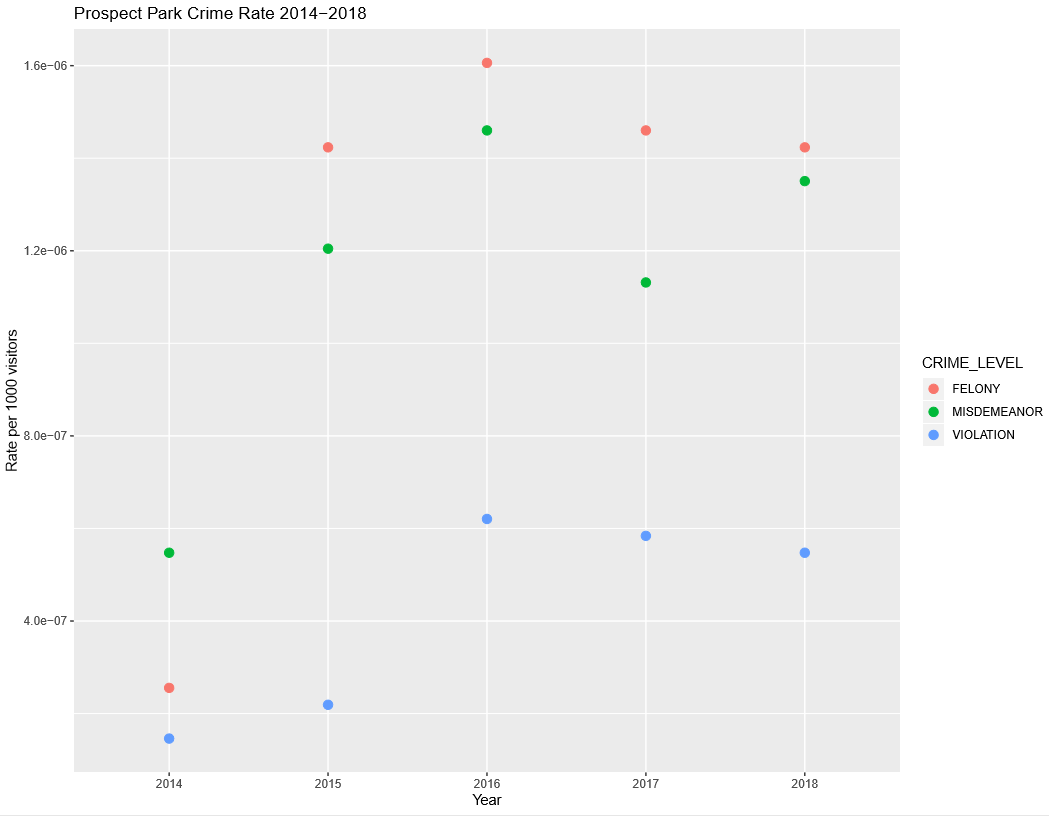 Prospect Park Crime Rate 2014−2018
1.6e−06
1.2e−06
8.0e−07
4.0e−07
Rate per 1000 visitors
2014 2015 2016 2017 2018
Year
CRIME_LEVEL
FELONY
MISDEMEANOR
VIOLATION